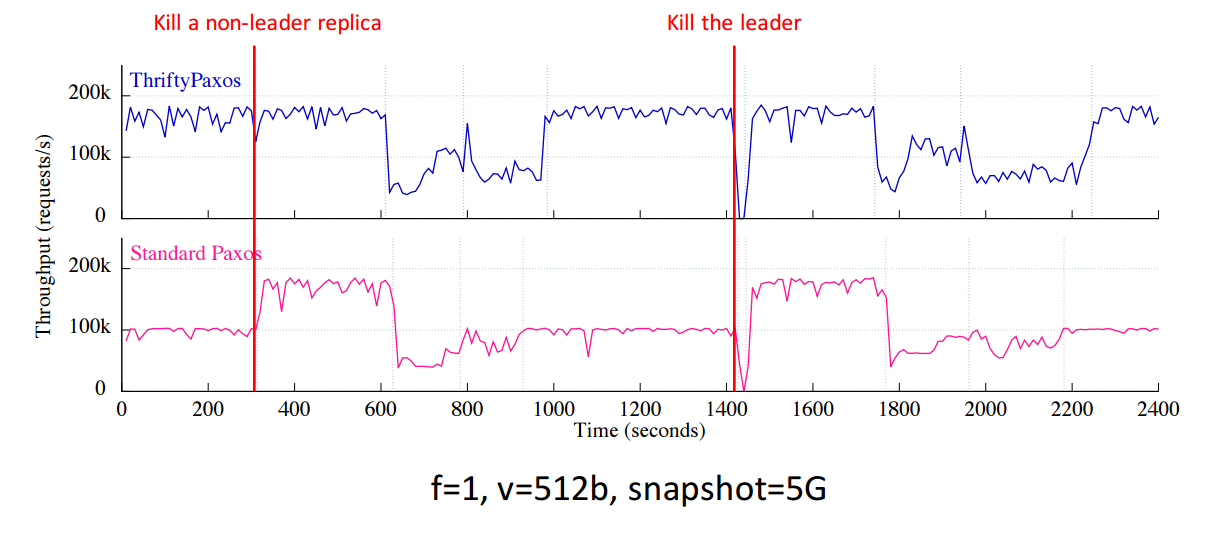 Kill a non-leader replica
Kill the leader
ThriftyPaxos
200k
100k
0
Standard Paxos
200k
100k
0
Throughput (requests/s)
0 200 400 600 800 1000 1200 1400 1600 1800 2000 2200 2400
Time (seconds)
f=1, v=512b, snapshot=5G